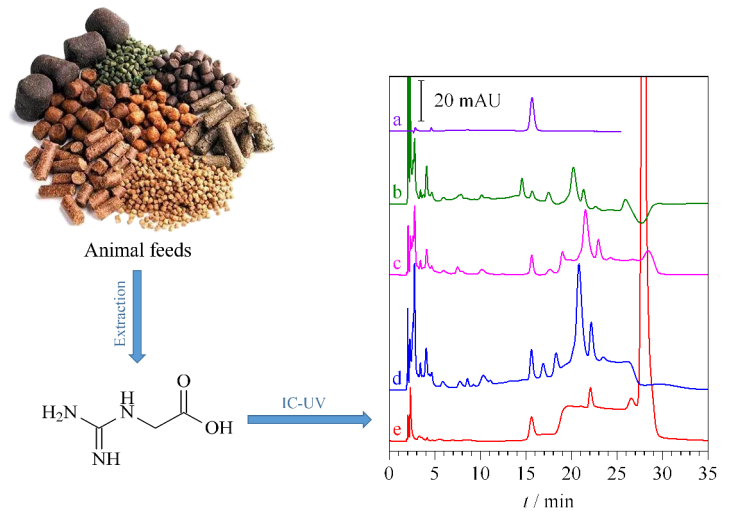 Animal feeds
Extraction
H₂N
H
N
NH
O
OH
IC-UV
20 mAU
a
b
c
d
e
0 5 10 15 20 25 30 35
t / min